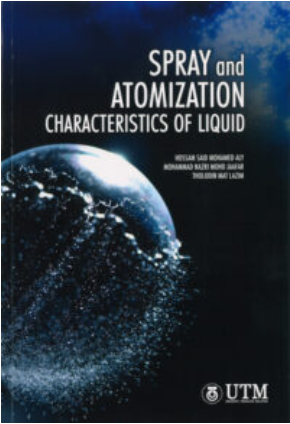 SPRAY and
ATOMIZATION
CHARACTERISTICS OF LIQUID
HOSSAM SAID MOHAMED ALY
MOHAMMAD NAZRI MOHD JAAFAR
THOLUDIN MAT LAZIM
UTM